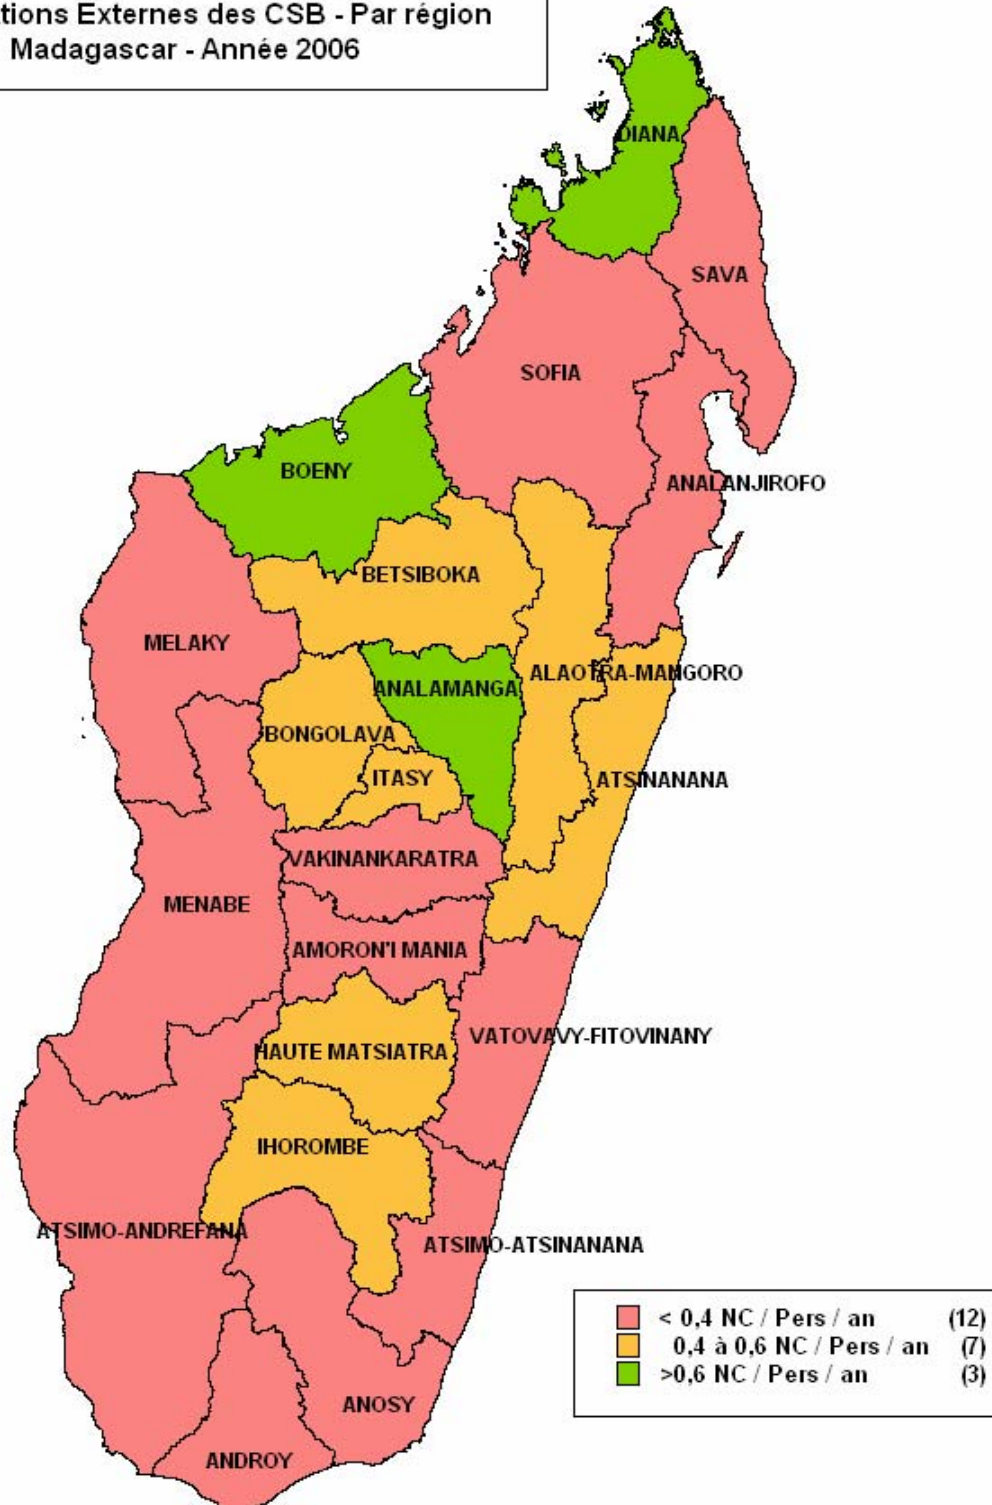 tions Externes des CSB - Par région
Madagascar - Année 2006
DIANA
SAVA
SOFIA
BOENY
ANALANJIROFO
BETSIBOKA
MELAKY
ALAOTRA-MANGORO
ANALAMANGA
BONGOLAVA
ITASY
ATSINANANA
VAKINANKARATRA
MENABE
AMORON'I MANIA
VATOVAVY-FITOVINANY
HAUTE MATSIATRA
IHOROMBE
ATSIMO-ANDREFANA
ATSIMO-ATSINANANA
< 0,4 NC / Pers / an (12)
0,4 à 0,6 NC / Pers / an (7)
>0,6 NC / Pers / an (3)
ANOSY
ANDROY